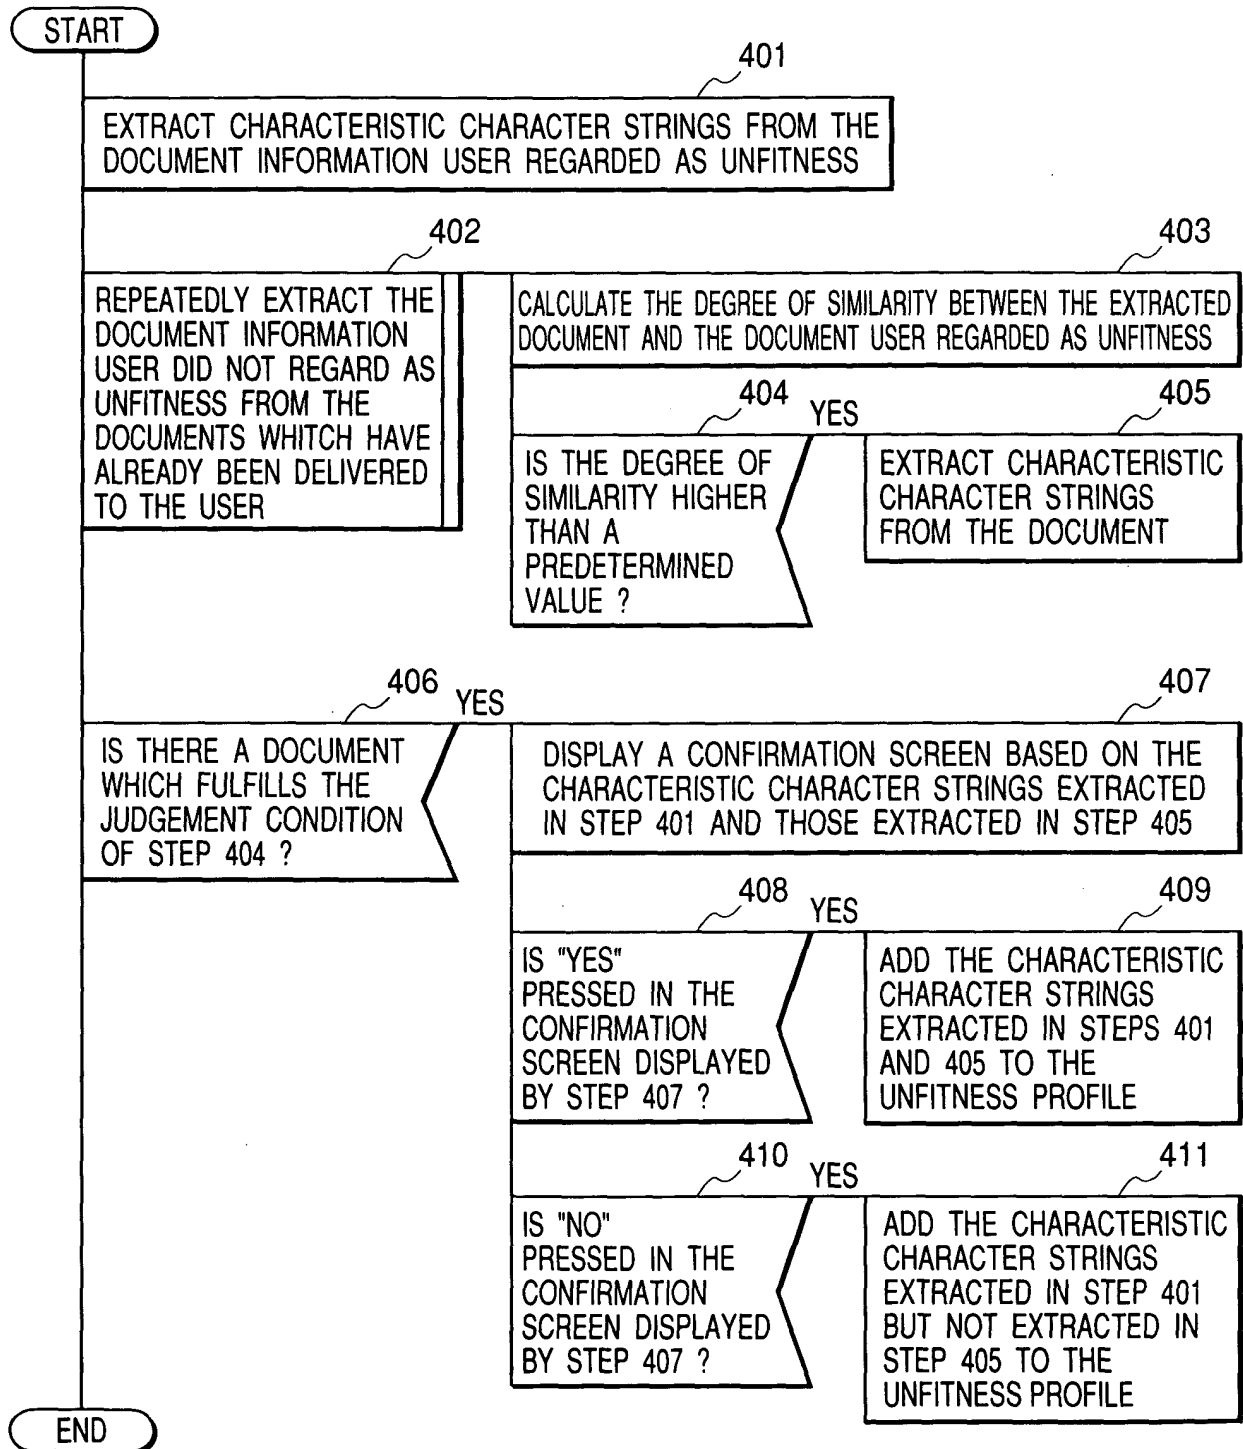 START
401
EXTRACT CHARACTERISTIC CHARACTER STRINGS FROM THE
DOCUMENT INFORMATION USER REGARDED AS UNFITNESS
402
REPEATEDLY EXTRACT THE
DOCUMENT INFORMATION
USER DID NOT REGARD AS
UNFITNESS FROM THE
DOCUMENTS WHITCH HAVE
ALREADY BEEN DELIVERED
TO THE USER
403
CALCULATE THE DEGREE OF SIMILARITY BETWEEN THE EXTRACTED
DOCUMENT AND THE DOCUMENT USER REGARDED AS UNFITNESS
404
YES
IS THE DEGREE OF
SIMILARITY HIGHER
THAN A
PREDETERMINED
VALUE ?
405
EXTRACT CHARACTERISTIC
CHARACTER STRINGS
FROM THE DOCUMENT
406
YES
IS THERE A DOCUMENT
WHICH FULFILLS THE
JUDGEMENT CONDITION
OF STEP 404 ?
407
DISPLAY A CONFIRMATION SCREEN BASED ON THE
CHARACTERISTIC CHARACTER STRINGS EXTRACTED
IN STEP 401 AND THOSE EXTRACTED IN STEP 405
408
YES
IS "YES"
PRESSED IN THE
CONFIRMATION
SCREEN DISPLAYED
BY STEP 407 ?
409
ADD THE CHARACTERISTIC
CHARACTER STRINGS
EXTRACTED IN STEPS 401
AND 405 TO THE
UNFITNESS PROFILE
410
YES
IS "NO"
PRESSED IN THE
CONFIRMATION
SCREEN DISPLAYED
BY STEP 407 ?
411
ADD THE CHARACTERISTIC
CHARACTER STRINGS
EXTRACTED IN STEP 401
BUT NOT EXTRACTED IN
STEP 405 TO THE
UNFITNESS PROFILE
END